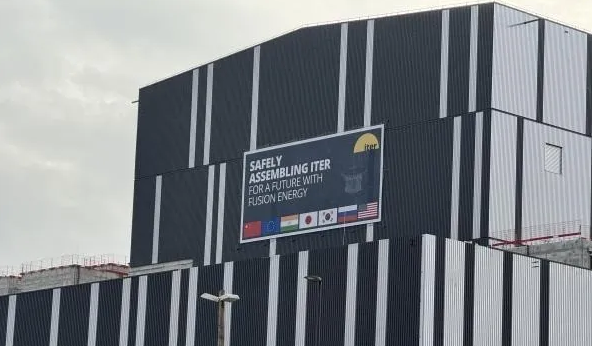 iter
SAFELY
ASSEMBLING ITER
FOR A FUTURE WITH
FUSION ENERGY